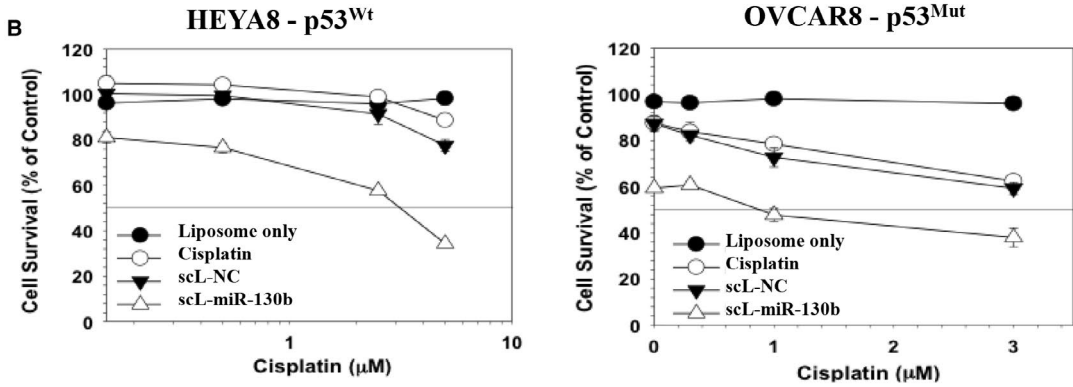 B
HEYA8 - p53Wt
Cell Survival (% of Control)
120
100
80
60
40
20
0
Liposome only
Cisplatin
scL-NC
scL-miR-130b
1
10
Cisplatin (µM)
OVCAR8 - p53Mut
Cell Survival (% of Control)
120
100
80
60
40
20
0
Liposome only
Cisplatin
scL-NC
scL-miR-130b
0
1
2
3
Cisplatin (µM)